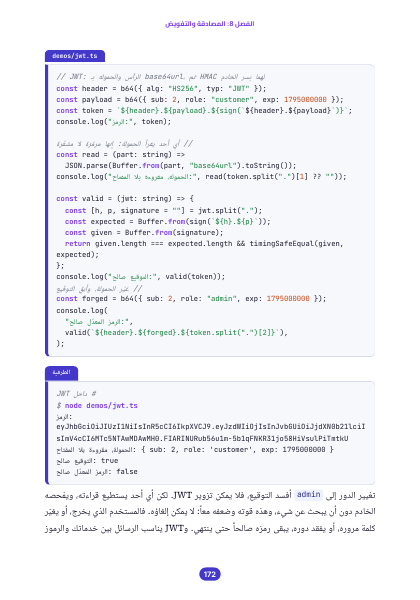 الفصل 8: المصادقة والتفويض
demos/jwt.ts
// JWT: الرأس والحمولة بـ base64url، ثم HMAC لهما بسر الخادم
const header = b64({ alg: "HS256", typ: "JWT" });
const payload = b64({ sub: 2, role: "customer", exp: 1795000000 });
const token = `${header}.${payload}.${sign(`${header}.${payload}`)}`;
console.log("الرمز:", token);
// أي أحد يقرأ الحمولة: إنها مرمّزة لا مشفّرة
const read = (part: string) =>
JSON.parse(Buffer.from(part, "base64url").toString());
console.log("الحمولة، مقروءة بلا المفتاح:", read(token.split(".")[1] ?? ""));
const valid = (jwt: string) => {
const [h, p, signature = ""] = jwt.split(".");
const expected = Buffer.from(sign(`${h}.${p}`));
const given = Buffer.from(signature);
return given.length === expected.length && timingSafeEqual(given,
expected);
};
console.log("التوقيع صالح:", valid(token));
// غيّر الحمولة، وأبقِ التوقيع
const forged = b64({ sub: 2, role: "admin", exp: 1795000000 });
console.log(
"الرمز المعدّل صالح:",
valid(`${header}.${forged}.${token.split(".")[2]}`),
);
الطرفية
# داخل JWT
$ node demos/jwt.ts
الرمز:
eyJhbGciOiJIUzI1NiIsInR5cCI6IkpXVCJ9.eyJzdWIiOjIsInJvbGUiOiJjdXN0b21lciI
sImV4cCI6MTc5NTAwMDAwMH0.FIARINURub56u1m-5b1qFNKR31jo58HiVsulPiTmtkU
الحمولة، مقروءة بلا المفتاح: { sub: 2, role: 'customer', exp: 1795000000 }
التوقيع صالح: true
الرمز المعدّل صالح: false
تغيير الدور إلى admin أفسد التوقيع، فلا يمكن تزوير JWT. لكن أي أحد يستطيع قراءته، ويفحصه
الخادم دون أن يبحث عن شيء، وهذه قوته وضعفه معاً: لا يمكن إلغاؤه. فالمستخدم الذي يخرج، أو يغيّر
كلمة مروره، أو يفقد دوره، يبقى رمزه صالحاً حتى ينتهي. وJWT يناسب الرسائل بين خدماتك والرموز
172